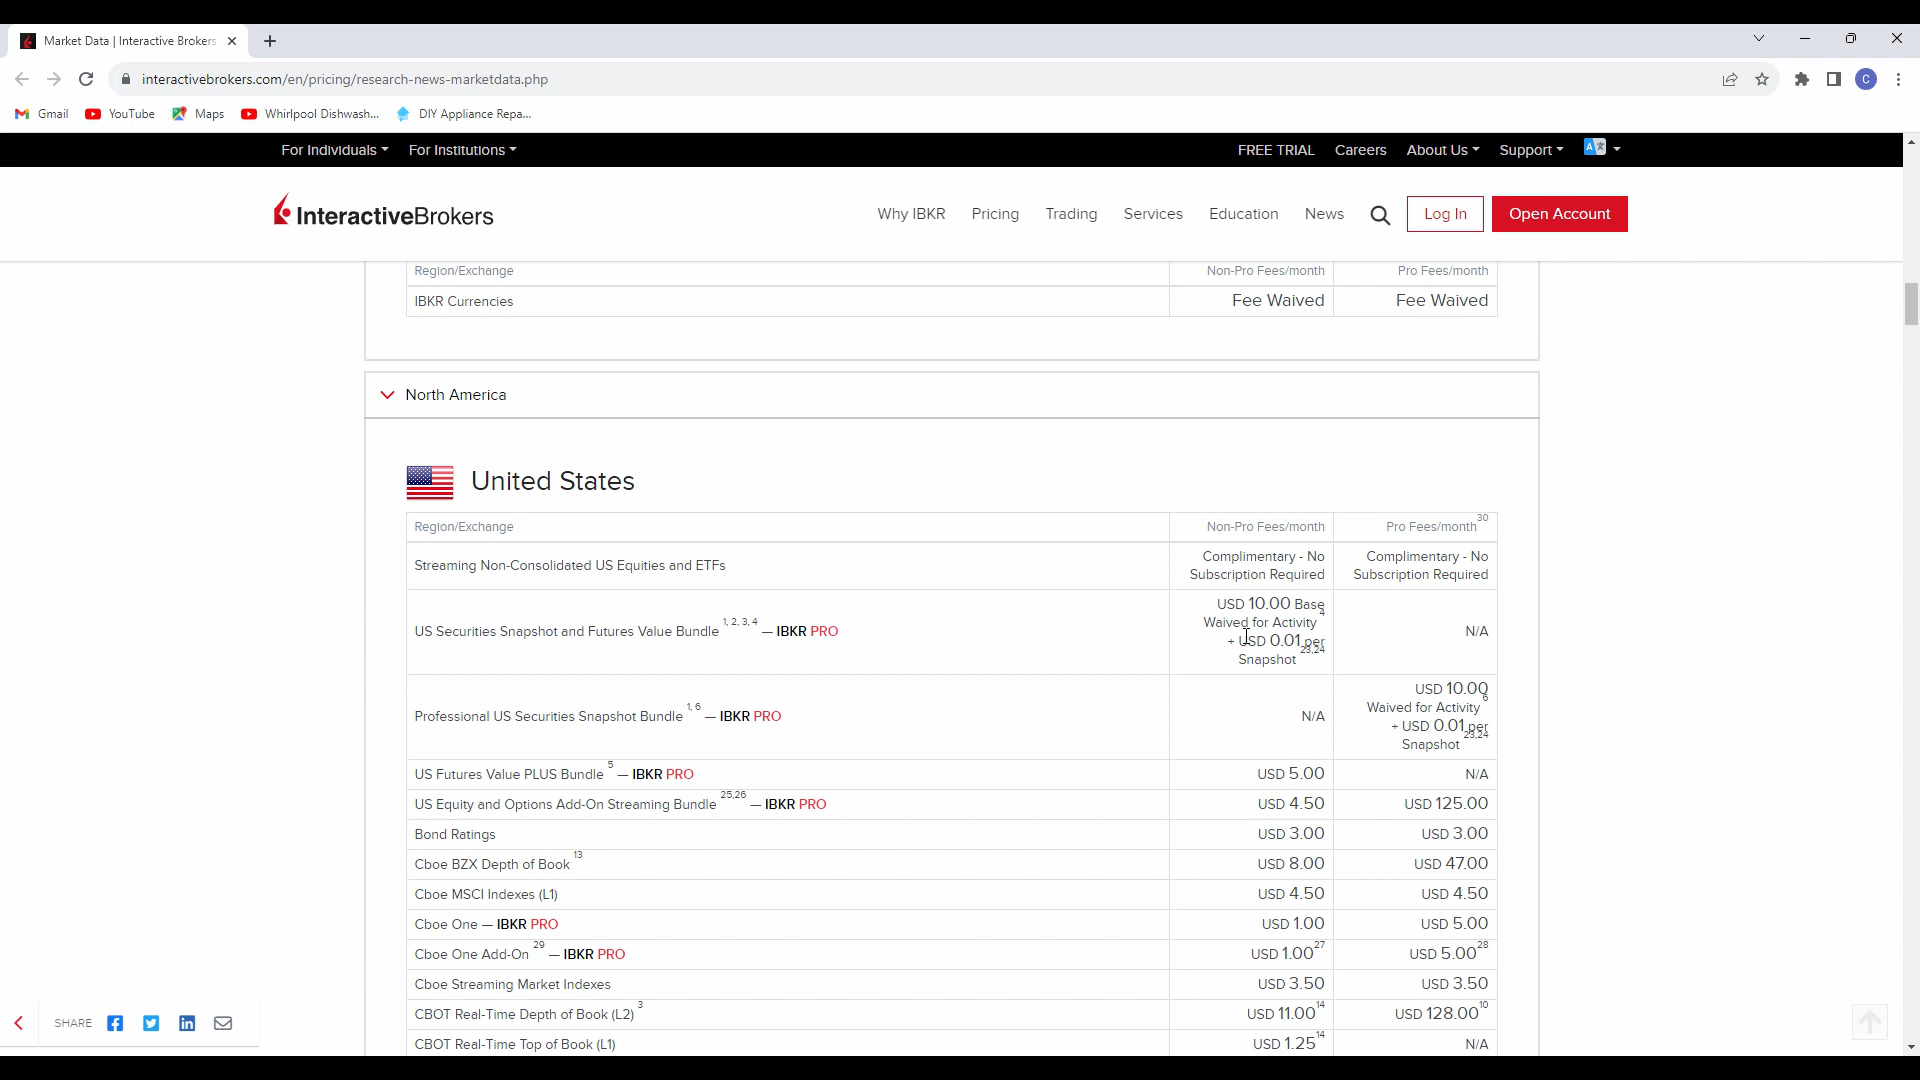 Market Data | Interactive Brokers
interactivebrokers.com/en/pricing/research-news-marketdata.php
C
Gmail YouTube Maps Whirlpool Dishwash... DIY Appliance Repa...
For Individuals For Institutions FREE TRIAL Careers About Us Support
InteractiveBrokers Why IBKR Pricing Trading Services Education News Log In Open Account
Region/Exchange Non-Pro Fees/month Pro Fees/month
IBKR Currencies Fee Waived Fee Waived
North America
United States
Region/Exchange Non-Pro Fees/month Pro Fees/month 30
Streaming Non-Consolidated US Equities and ETFs Complimentary - No Complimentary - No
Subscription Required Subscription Required
US Securities Snapshot and Futures Value Bundle 1, 2, 3, 4 — IBKR PRO N/A
USD 10.00 Base
Waived for Activity 4
+ USD 0.01 per
Snapshot 23,24
Professional US Securities Snapshot Bundle 1, 6 — IBKR PRO N/A
USD 10.00
Waived for Activity 6
+ USD 0.01 per
Snapshot 23,24
US Futures Value PLUS Bundle 5 — IBKR PRO USD 5.00 N/A
US Equity and Options Add-On Streaming Bundle 25,26 — IBKR PRO USD 4.50 USD 125.00
Bond Ratings USD 3.00 USD 3.00
Cboe BZX Depth of Book 13 USD 8.00 USD 47.00
Cboe MSCI Indexes (L1) USD 4.50 USD 4.50
Cboe One — IBKR PRO USD 1.00 USD 5.00
Cboe One Add-On 29 — IBKR PRO USD 1.00 27 USD 5.00 28
Cboe Streaming Market Indexes USD 3.50 USD 3.50
CBOT Real-Time Depth of Book (L2) 3 USD 11.00 14 USD 128.00 10
CBOT Real-Time Top of Book (L1) USD 1.25 14 N/A
SHARE